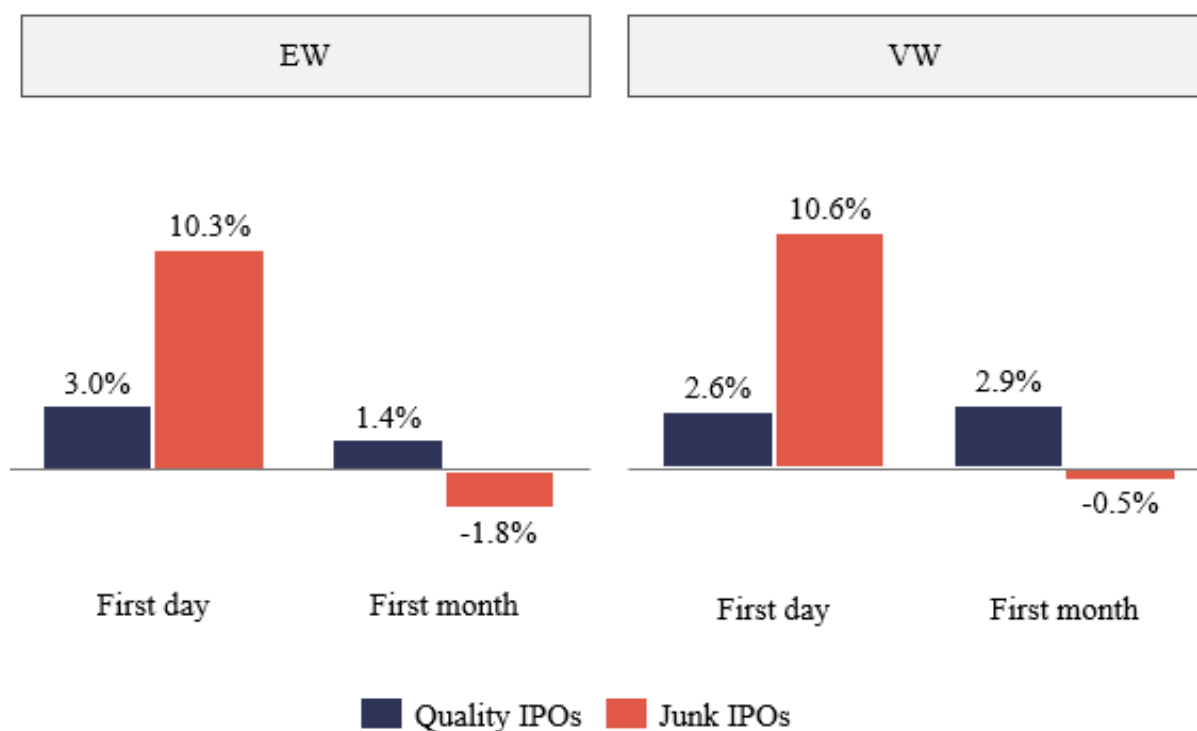 EW
VW
10.3%
10.6%
3.0%
1.4%
2.6%
2.9%
-1.8%
-0.5%
First day
First month
First day
First month
Quality IPOs
Junk IPOs